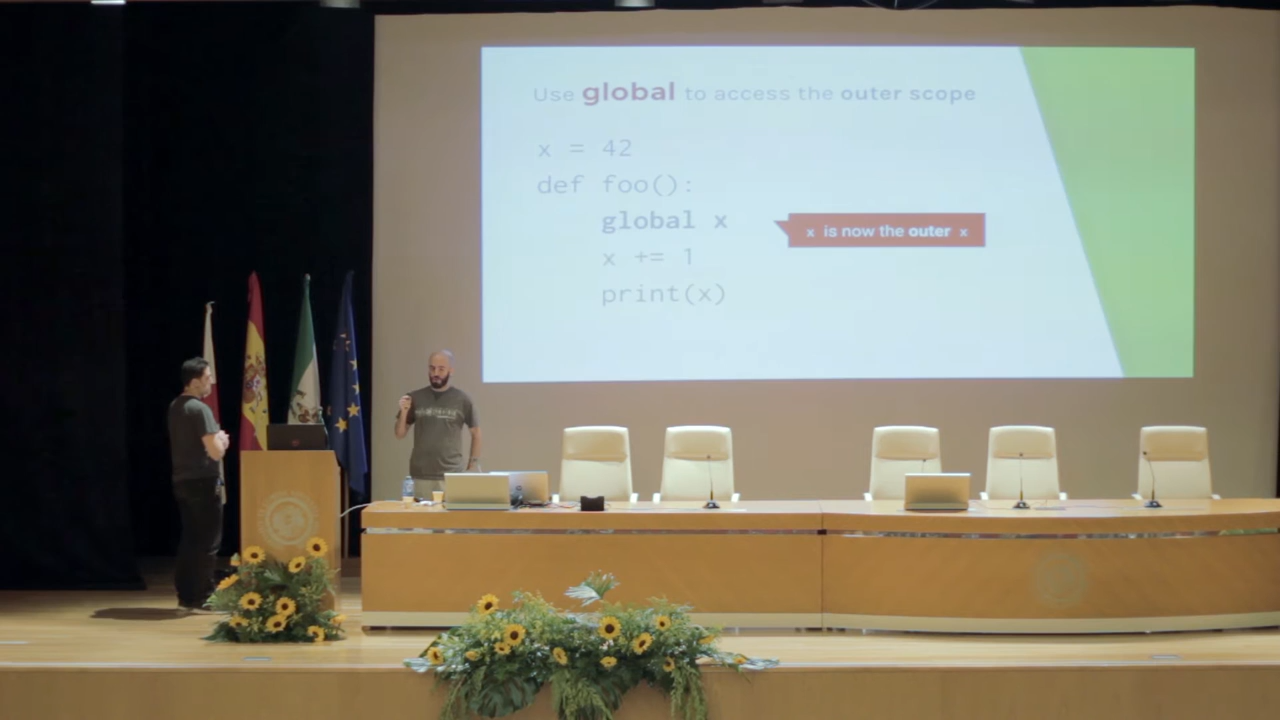 Use global to access the outer scope
x = 42
def foo():
global x
x is now the outer x
x += 1
print(x)